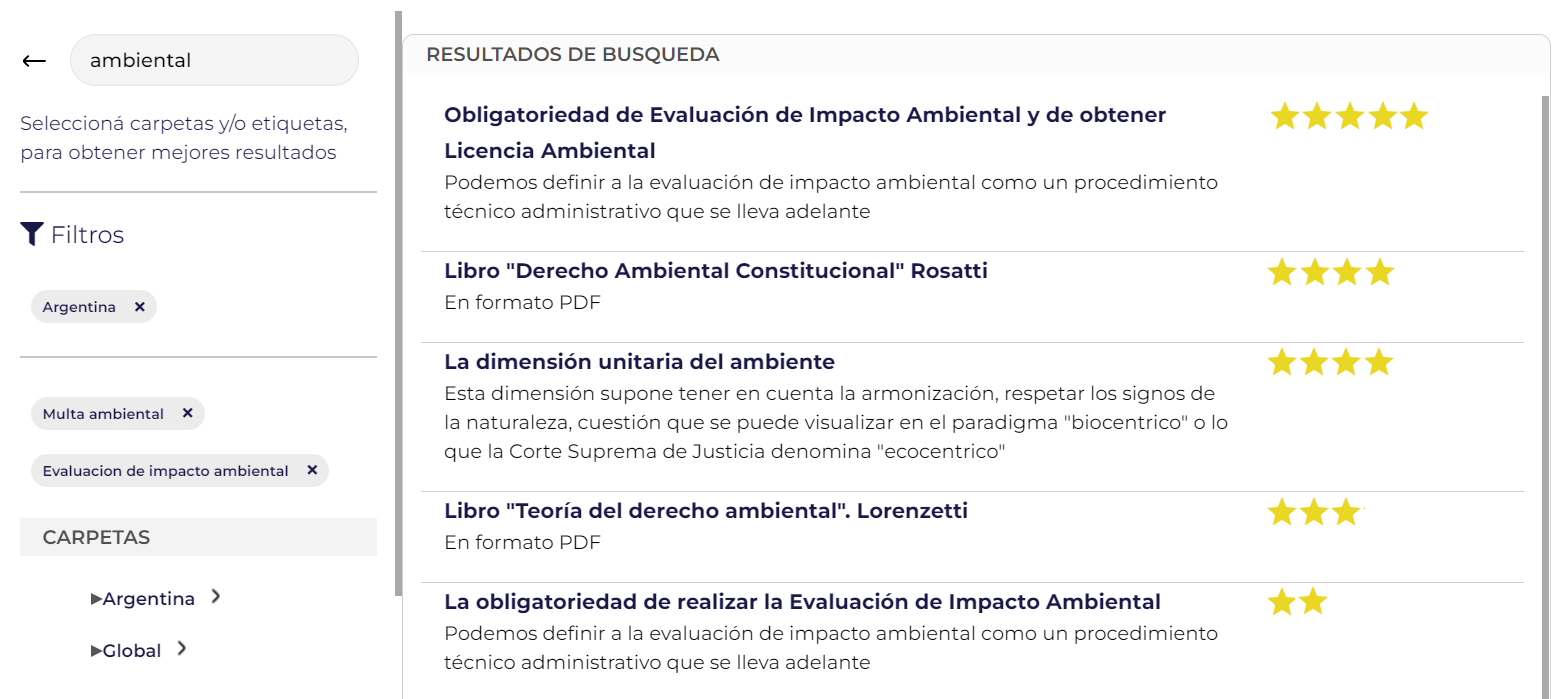 ambiental
Seleccioná carpetas y/o etiquetas,
para obtener mejores resultados
Filtros
Argentina
Multa ambiental
Evaluacion de impacto ambiental
CARPETAS
Argentina
Global
RESULTADOS DE BUSQUEDA
Obligatoriedad de Evaluación de Impacto Ambiental y de obtener
Licencia Ambiental
Podemos definir a la evaluación de impacto ambiental como un procedimiento
técnico administrativo que se lleva adelante
Libro "Derecho Ambiental Constitucional" Rosatti
En formato PDF
La dimensión unitaria del ambiente
Esta dimensión supone tener en cuenta la armonización, respetar los signos de
la naturaleza, cuestión que se puede visualizar en el paradigma "biocentrico" o lo
que la Corte Suprema de Justicia denomina "ecocentrico"
Libro "Teoría del derecho ambiental". Lorenzetti
En formato PDF
La obligatoriedad de realizar la Evaluación de Impacto Ambiental
Podemos definir a la evaluación de impacto ambiental como un procedimiento
técnico administrativo que se lleva adelante